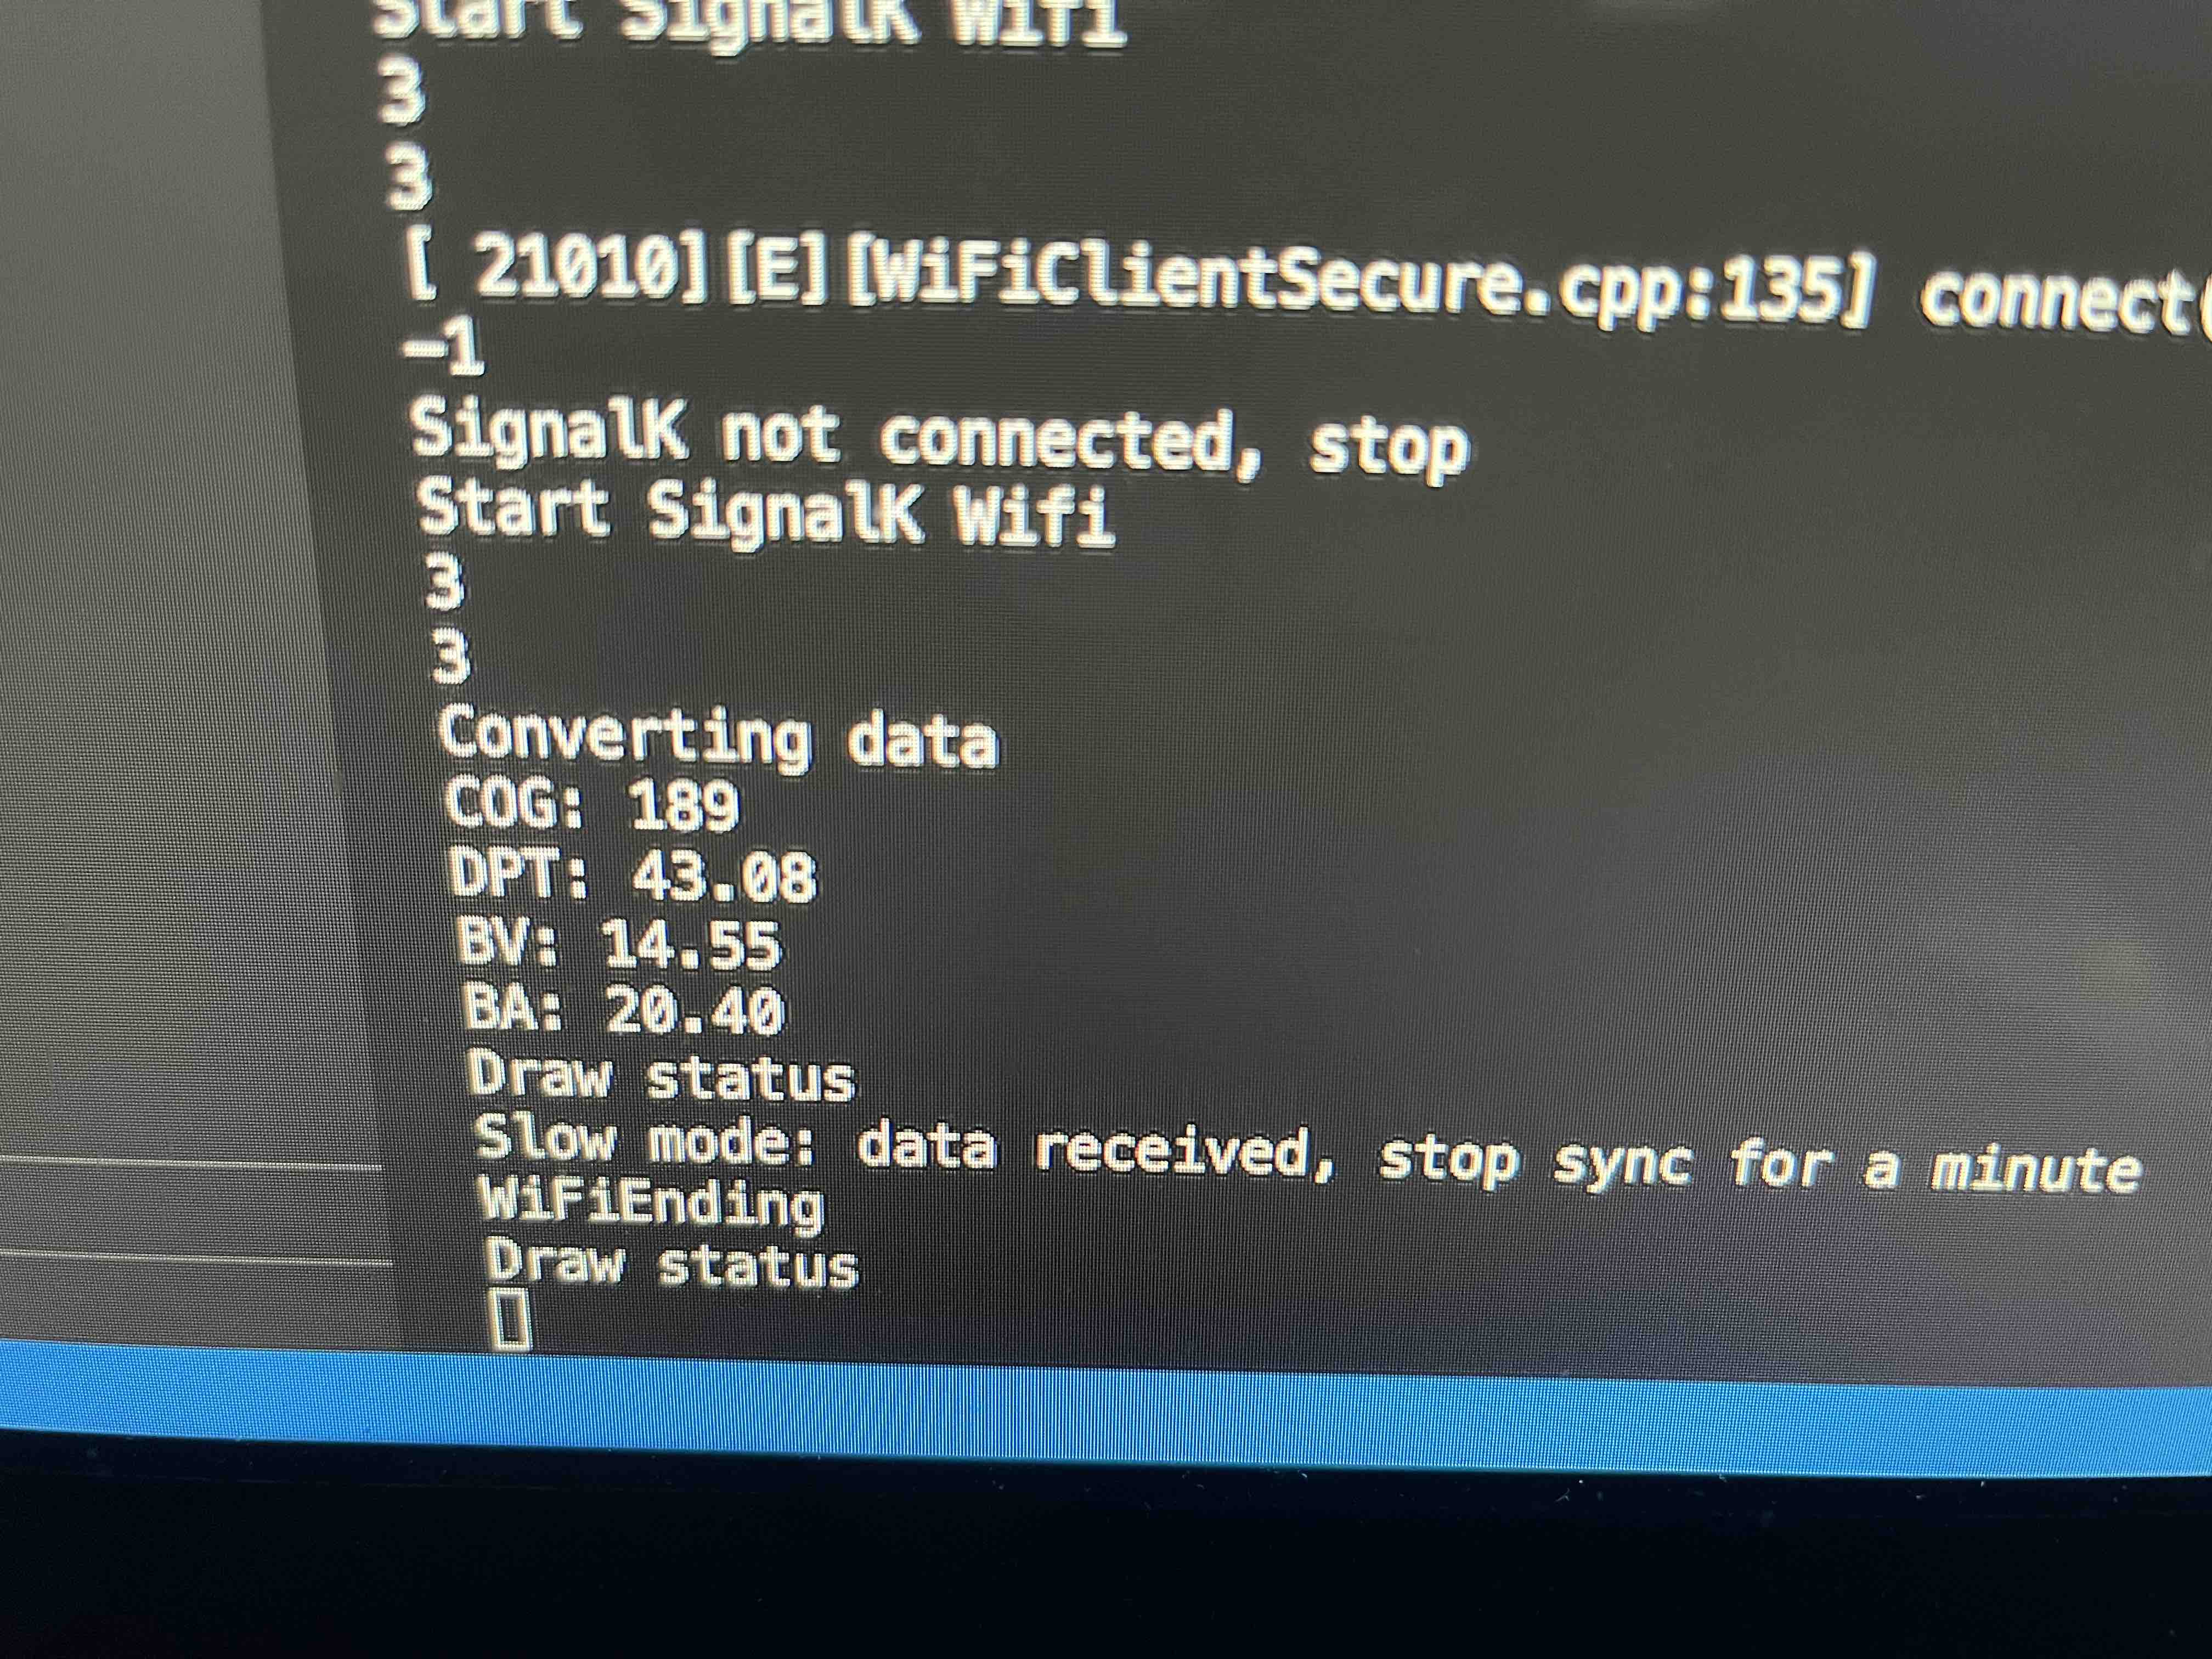 Start SignalK Wifi
3
3
[ 21010][E][WiFiClientSecure.cpp:135] connect(
-1
SignalK not connected, stop
Start SignalK Wifi
3
3
Converting data
COG: 189
DPT: 43.08
BV: 14.55
BA: 20.40
Draw status
Slow mode: data received, stop sync for a minute
WiFiEnding
Draw status